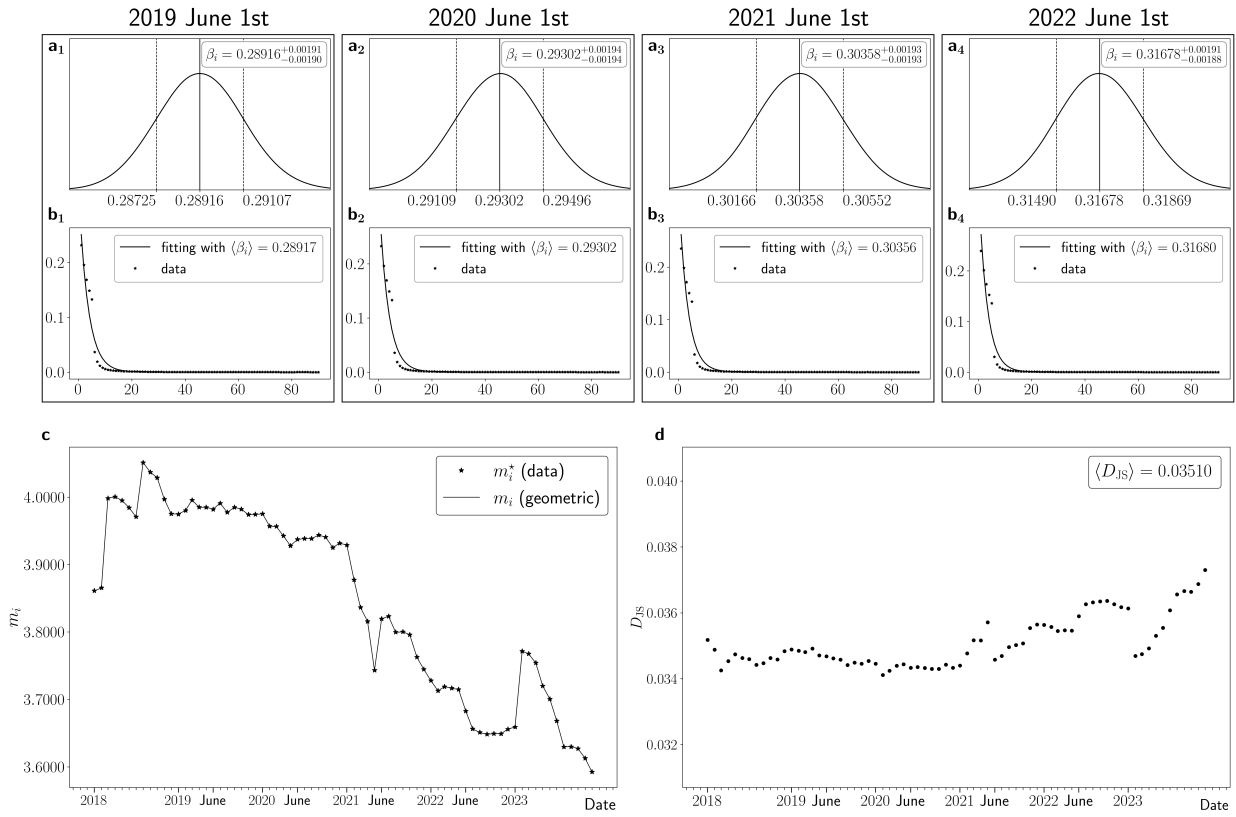 2019 June 1st 2020 June 1st 2021 June 1st 2022 June 1st
a₁ βᵢ = 0.28916+0.00191−0.00190
0.28725 0.28916 0.29107
a₂ βᵢ = 0.29302+0.00194−0.00194
0.29109 0.29302 0.29496
a₃ βᵢ = 0.30358+0.00193−0.00193
0.30166 0.30358 0.30552
a₄ βᵢ = 0.31678+0.00191−0.00188
0.31490 0.31678 0.31869
b₁
fitting with ⟨βᵢ⟩ = 0.28917
data
0.2
0.1
0.0
0 20 40 60 80
b₂
fitting with ⟨βᵢ⟩ = 0.29302
data
0.2
0.1
0.0
0 20 40 60 80
b₃
fitting with ⟨βᵢ⟩ = 0.30356
data
0.2
0.1
0.0
0 20 40 60 80
b₄
fitting with ⟨βᵢ⟩ = 0.31680
data
0.2
0.1
0.0
0 20 40 60 80
c
mᵢ⋆ (data)
mᵢ (geometric)
4.0000
3.9000
3.8000
3.7000
3.6000
mᵢ
2018 2019 June 2020 June 2021 June 2022 June 2023
Date
d
⟨D_JS⟩ = 0.03510
0.040
0.038
0.036
0.034
0.032
D_JS
2018 2019 June 2020 June 2021 June 2022 June 2023
Date